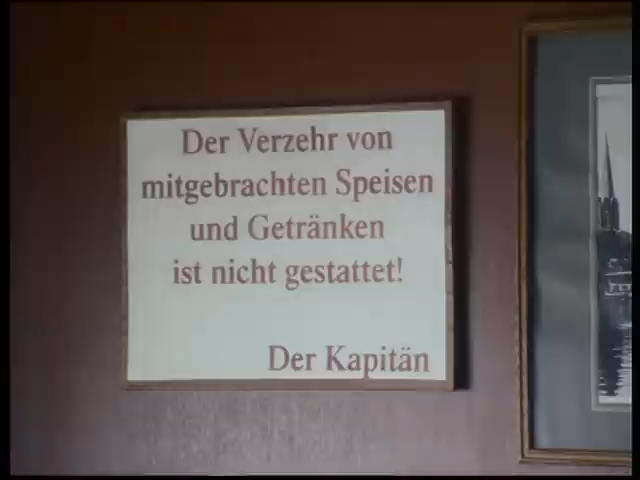 Der Verzehr von
mitgebrachten Speisen
und Getränken
ist nicht gestattet!
Der Kapitän